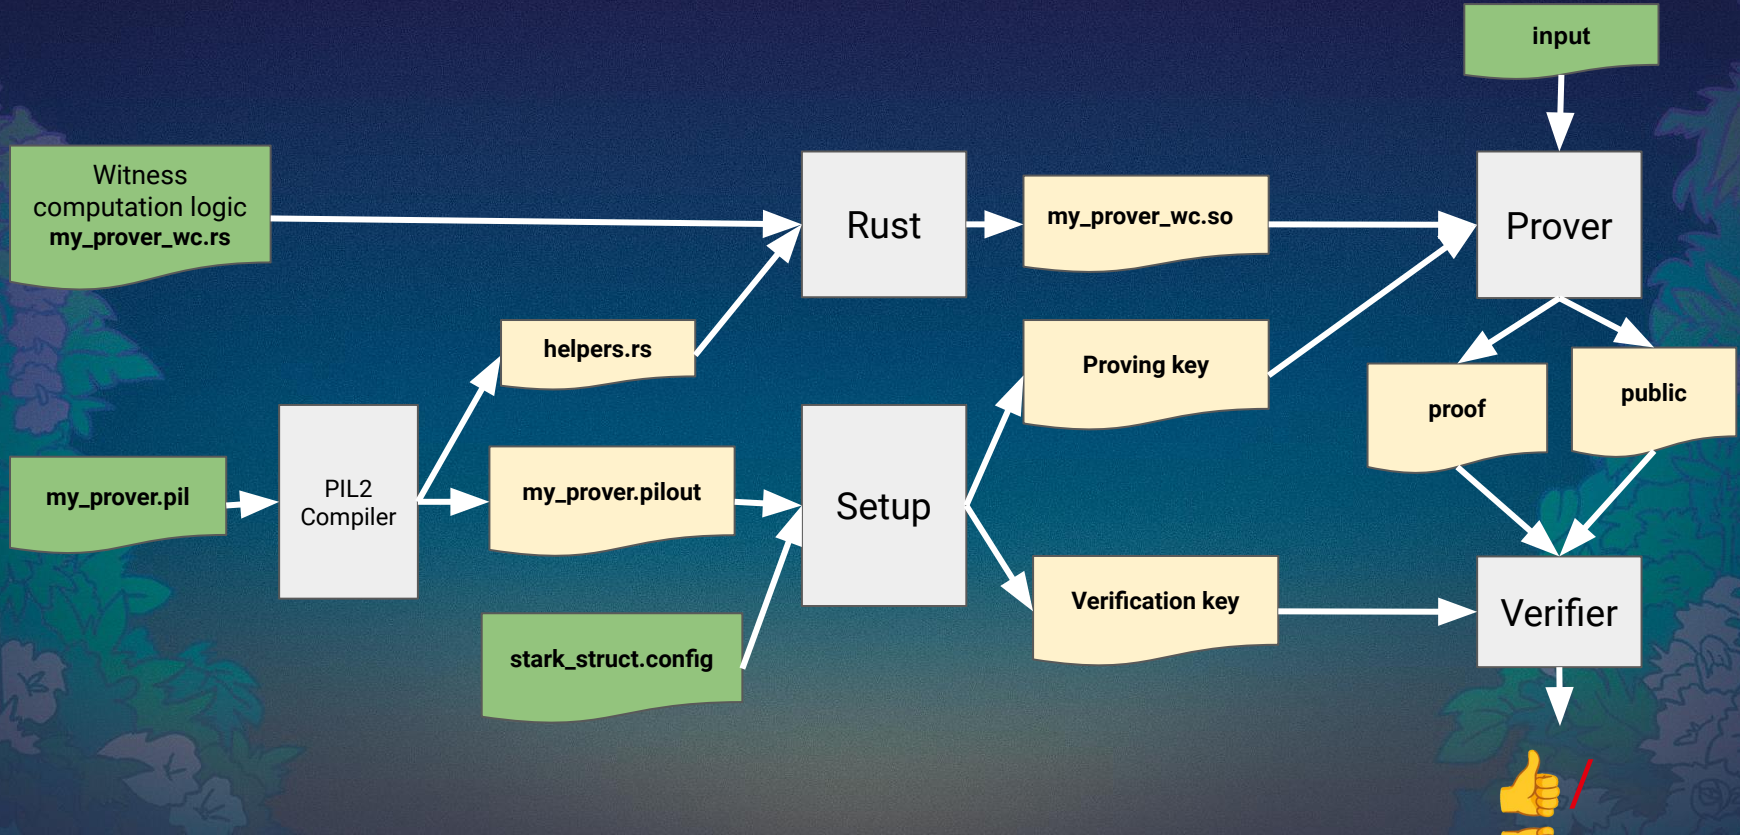 input
Witness
computation logic
my_prover_wc.rs
Rust
my_prover_wc.so
Prover
helpers.rs
Proving key
proof
public
my_prover.pil
PIL2
Compiler
my_prover.pilout
Setup
Verification key
Verifier
stark_struct.config
/